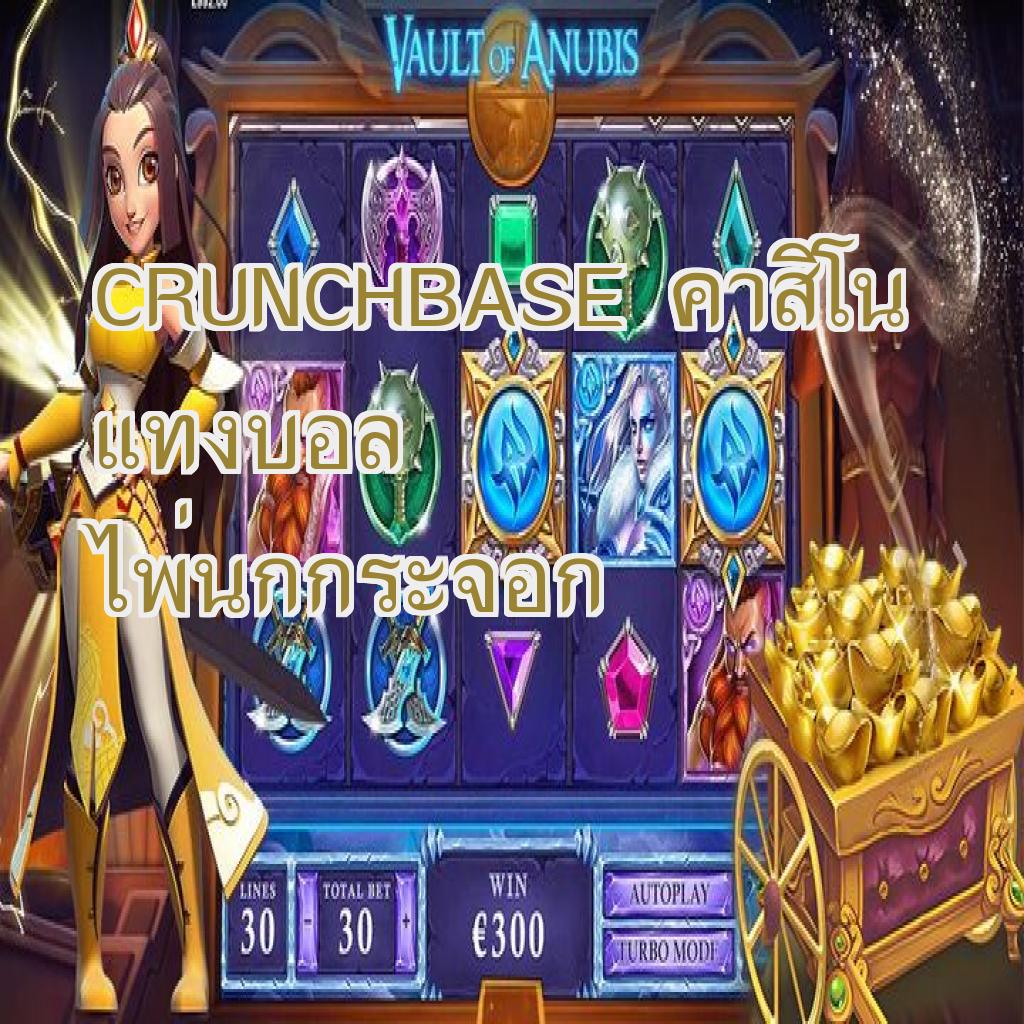 VAULT OF ANUBIS
CRUNCHBASE คาสิโน
แทงบอล
ไพ่นกกระจอก
LINES
30
TOTAL BET
- 30 +
WIN
€300
AUTOPLAY
TURBO MODE